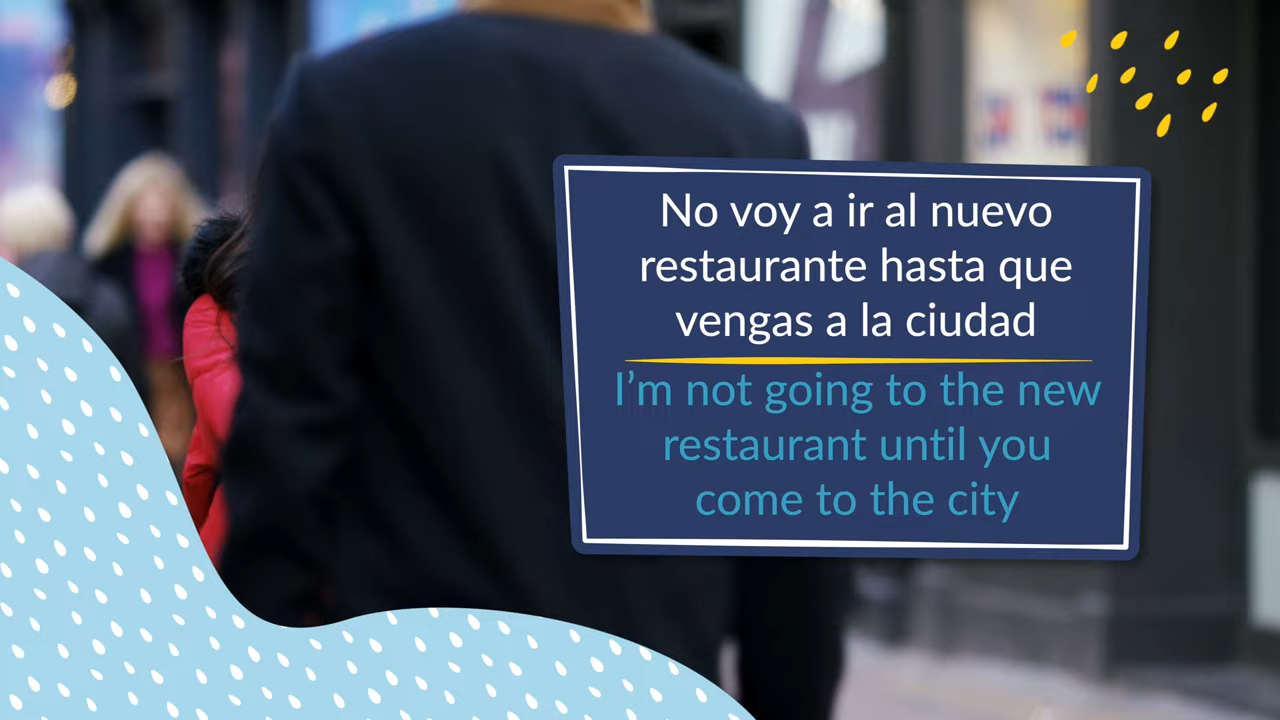 No voy a ir al nuevo
restaurante hasta que
vengas a la ciudad
I’m not going to the new
restaurant until you
come to the city